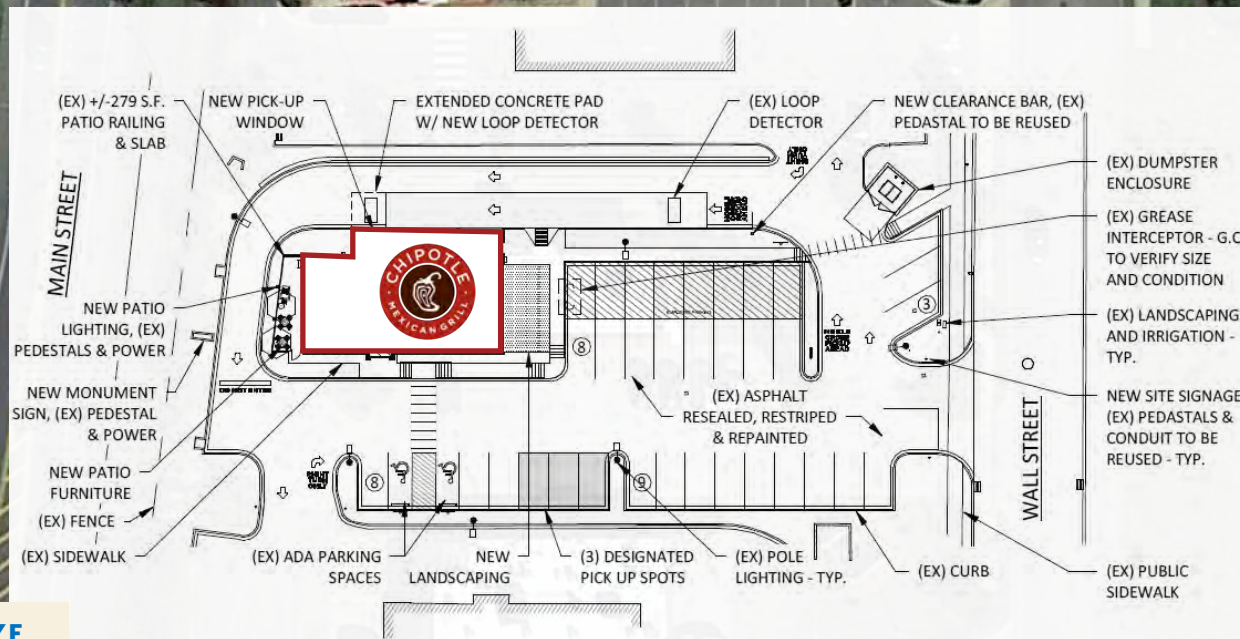 (EX) +/-279 S.F.
PATIO RAILING
& SLAB
NEW PICK-UP
WINDOW
EXTENDED CONCRETE PAD
W/ NEW LOOP DETECTOR
(EX) LOOP
DETECTOR
NEW CLEARANCE BAR, (EX)
PEDASTAL TO BE REUSED
(EX) DUMPSTER
ENCLOSURE
(EX) GREASE
INTERCEPTOR - G.C
TO VERIFY SIZE
AND CONDITION
(EX) LANDSCAPING
AND IRRIGATION -
TYP.
NEW SITE SIGNAGE
(EX) PEDASTALS &
CONDUIT TO BE
REUSED - TYP.
MAIN STREET
CHIPOTLE
MEXICAN GRILL
NEW PATIO
LIGHTING, (EX)
PEDESTALS & POWER
NEW MONUMENT
SIGN, (EX) PEDESTAL
& POWER
NEW PATIO
FURNITURE
(EX) FENCE
(EX) SIDEWALK
3
8
(EX) ASPHALT
RESEALED, RESTRIPED
& REPAINTED
8
9
WALL STREET
(EX) ADA PARKING
SPACES
NEW
LANDSCAPING
(3) DESIGNATED
PICK UP SPOTS
(EX) POLE
LIGHTING - TYP.
(EX) CURB
(EX) PUBLIC
SIDEWALK